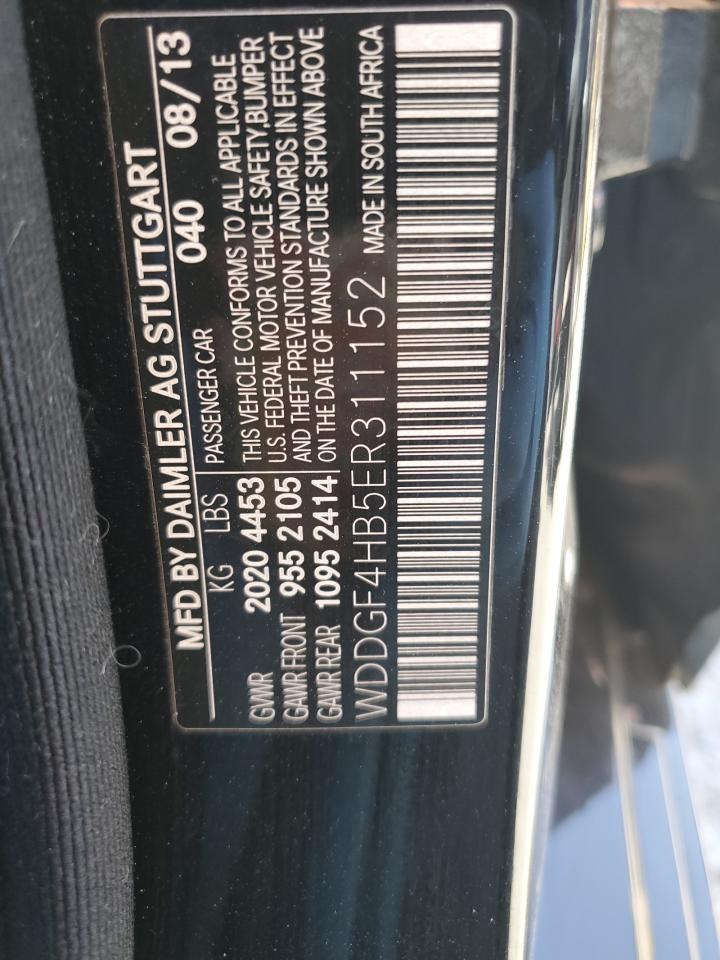 MFD BY DAIMLER AG STUTTGART
040 08/13
KG LBS PASSENGER CAR
GWR 2020 4453 THIS VEHICLE CONFORMS TO ALL APPLICABLE
GAWR FRONT 955 2105 U.S. FEDERAL MOTOR VEHICLE SAFETY,BUMPER
GAWR REAR 1095 2414 AND THEFT PREVENTION STANDARDS IN EFFECT
ON THE DATE OF MANUFACTURE SHOWN ABOVE
WDDGF4HB5ER311152 MADE IN SOUTH AFRICA